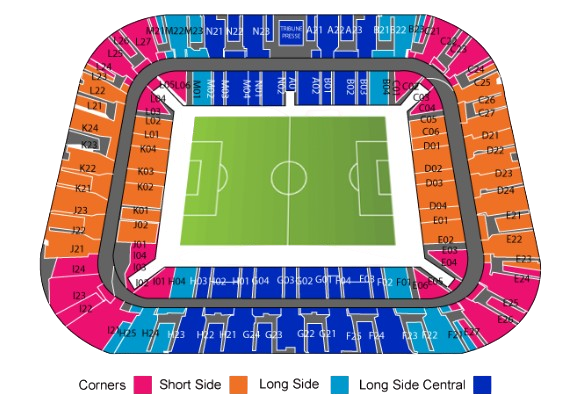 M21 M22 M23 N21 N22 N23 TRIBUNE PRESSE A21 A22 A23 B21 B22 B23 C21
L26 L27 C22 C23
L25
L24 C24
L23 C25
L22
L21 C26
C27
L05 L06 M01 M02 M03 M04 N01 N02 A02 B01 B02 B03 B04 C01 C02
L04 C03
L03 C04
L02 C05
L01 C06
K24 D21
K23 K04 D01 D22
K22 K03 D02 D23
K21 K02 D03 D24
J23 K01 D04 E21
J22 J02 E01 E22
J21 J01 E02 E23
I24 I04 E03 E24
I03 E04
I01 H04 H03 H02 H01 G04 G03 G02 G01 F04 F03 F02 F01 E06 E05
I23 E25
I22 E26
I21 H25 H24 H23 H22 H21 G24 G23 G22 G21 F25 F24 F23 F22 F21 E27
Corners Short Side Long Side Long Side Central